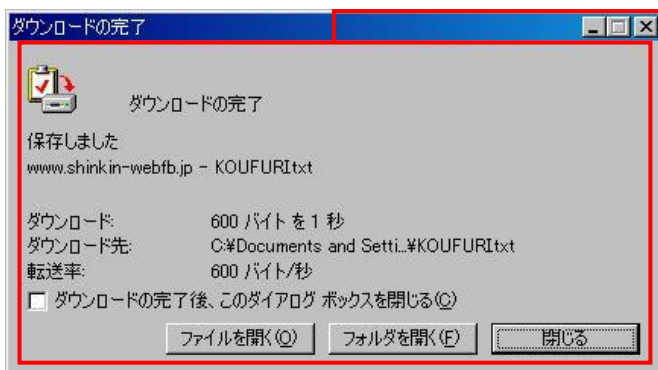 ダウンロードの完了
ダウンロードの完了
保存しました
www.shinkin-webfb.jp - KOUFURItxt
ダウンロード: 600 バイト を 1 秒
ダウンロード先: C:¥Documents and Setti...¥KOUFURItxt
転送率: 600 バイト/秒
ダウンロードの完了後、このダイアログ ボックスを閉じる(C)
ファイルを開く(O) フォルダを開く(F) 閉じる